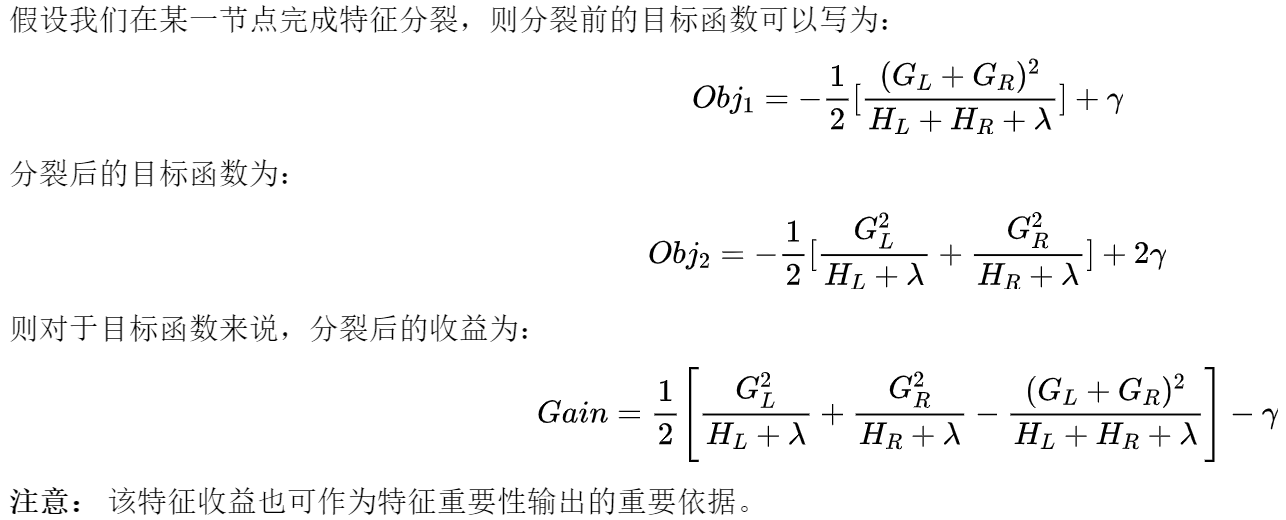 假设我们在某一节点完成特征分裂，则分裂前的目标函数可以写为：
$Obj_1 = -\frac{1}{2}[\frac{(G_L + G_R)^2}{H_L + H_R + \lambda}] + \gamma$
分裂后的目标函数为：
$Obj_2 = -\frac{1}{2}[\frac{G_L^2}{H_L + \lambda} + \frac{G_R^2}{H_R + \lambda}] + 2\gamma$
则对于目标函数来说，分裂后的收益为：
$Gain = \frac{1}{2}\left[\frac{G_L^2}{H_L + \lambda} + \frac{G_R^2}{H_R + \lambda} - \frac{(G_L + G_R)^2}{H_L + H_R + \lambda}\right] - \gamma$
注意： 该特征收益也可作为特征重要性输出的重要依据。